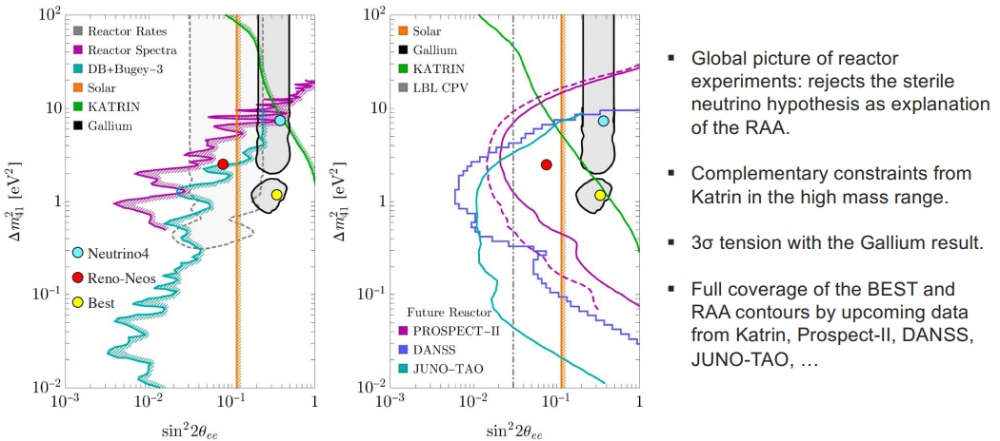 10²
10
1
10⁻¹
10⁻²
Δm²₄₁ [eV²]
Reactor Rates
Reactor Spectra
DB+Bugey−3
Solar
KATRIN
Gallium
Neutrino4
Reno-Neos
Best
10⁻³
10⁻²
10⁻¹
1
sin²2θₑₑ
10²
10
1
10⁻¹
10⁻²
Δm²₄₁ [eV²]
Solar
Gallium
KATRIN
LBL CPV
Future Reactor
PROSPECT−II
DANSS
JUNO−TAO
10⁻³
10⁻²
10⁻¹
1
sin²2θₑₑ
▪ Global picture of reactor
experiments: rejects the sterile
neutrino hypothesis as explanation
of the RAA.
▪ Complementary constraints from
Katrin in the high mass range.
▪ 3σ tension with the Gallium result.
▪ Full coverage of the BEST and
RAA contours by upcoming data
from Katrin, Prospect-II, DANSS,
JUNO-TAO, …